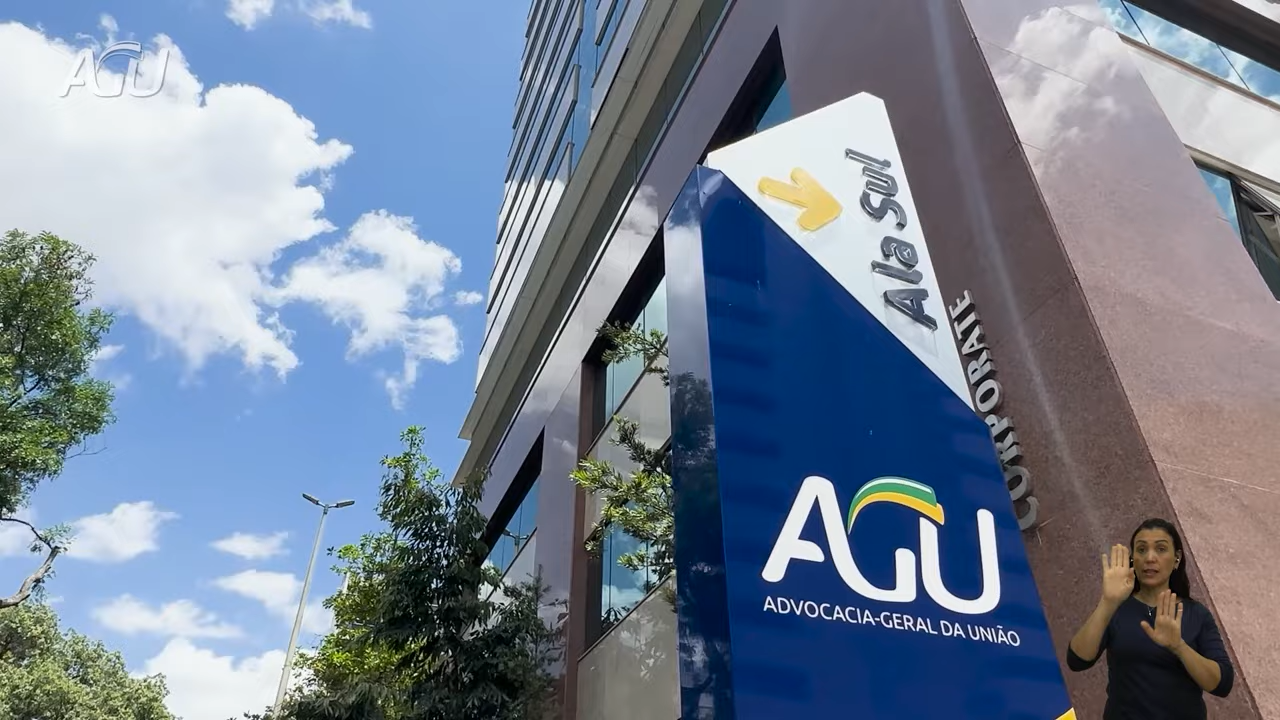 AGU
Ala Sul
CORPORATE
AGU
ADVOCACIA-GERAL DA UNIÃO